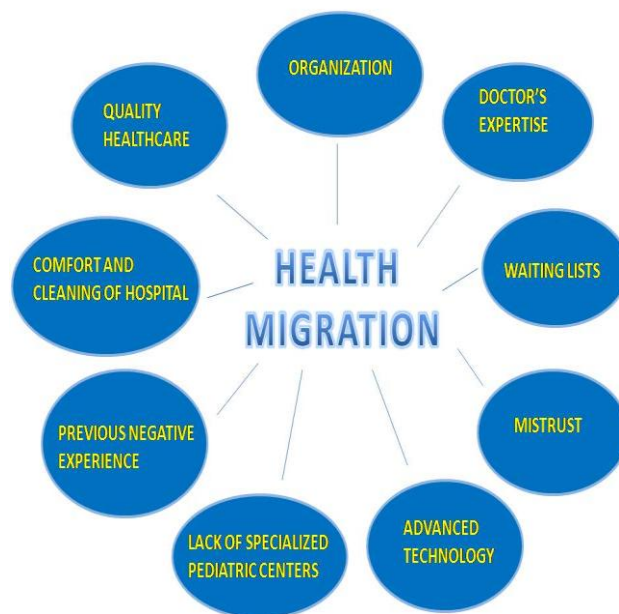 ORGANIZATION
DOCTOR'S
EXPERTISE
QUALITY
HEALTHCARE
WAITING LISTS
COMFORT AND
CLEANING OF HOSPITAL
HEALTH
MIGRATION
MISTRUST
PREVIOUS NEGATIVE
EXPERIENCE
ADVANCED
TECHNOLOGY
LACK OF SPECIALIZED
PEDIATRIC CENTERS